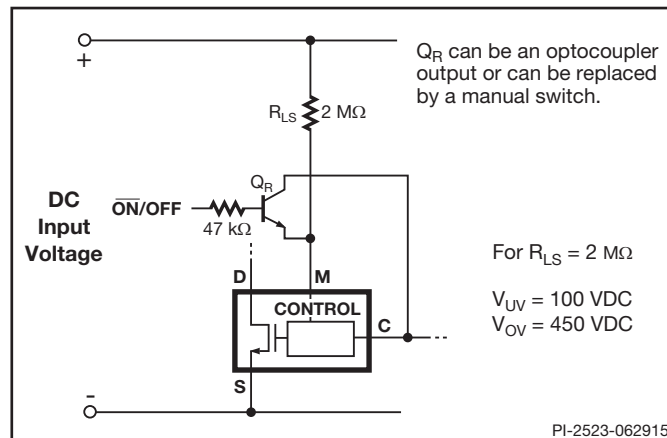 +
Q_R can be an optocoupler
output or can be replaced
by a manual switch.
R_LS 2 MΩ
Q_R
DC
Input
Voltage
O̅N̅/OFF
47 kΩ
For R_LS = 2 MΩ
V_UV = 100 VDC
V_OV = 450 VDC
D M
CONTROL
C
S
-
PI-2523-062915